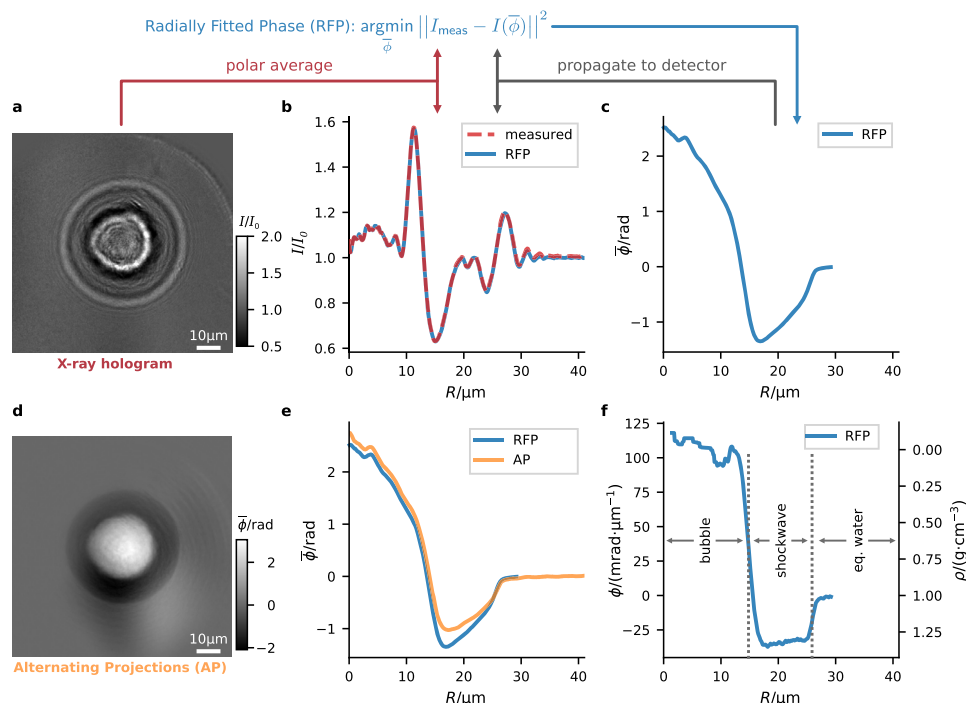 Radially Fitted Phase (RFP): argmin ||I_meas − I(ϕ̅)||²
ϕ̅
polar average
propagate to detector
a
b
c
I/I₀
2.0
1.5
1.0
0.5
10μm
X-ray hologram
1.6
1.4
1.2
1.0
0.8
0.6
I/I₀
measured
RFP
0 10 20 30 40
R/μm
2
1
0
−1
ϕ̅/rad
RFP
0 10 20 30 40
R/μm
d
e
f
ϕ̅/rad
2
0
−2
10μm
Alternating Projections (AP)
2
1
0
−1
ϕ̅/rad
RFP
AP
0 10 20 30 40
R/μm
125
100
75
50
25
0
−25
ϕ/(mrad·μm⁻¹)
RFP
bubble
shockwave
eq. water
0.00
0.25
0.50
0.75
1.00
1.25
ρ/(g·cm⁻³)
0 10 20 30 40
R/μm